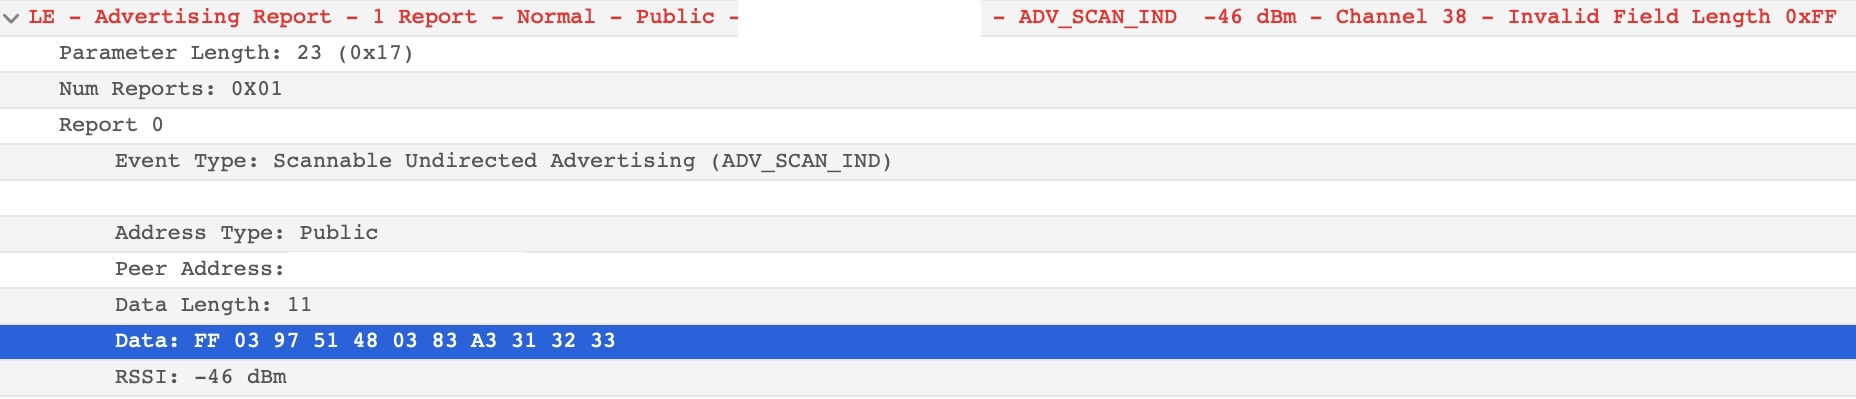 LE - Advertising Report - 1 Report - Normal - Public - - ADV_SCAN_IND -46 dBm - Channel 38 - Invalid Field Length 0xFF
Parameter Length: 23 (0x17)
Num Reports: 0X01
Report 0
Event Type: Scannable Undirected Advertising (ADV_SCAN_IND)
Address Type: Public
Peer Address:
Data Length: 11
Data: FF 03 97 51 48 03 83 A3 31 32 33
RSSI: -46 dBm